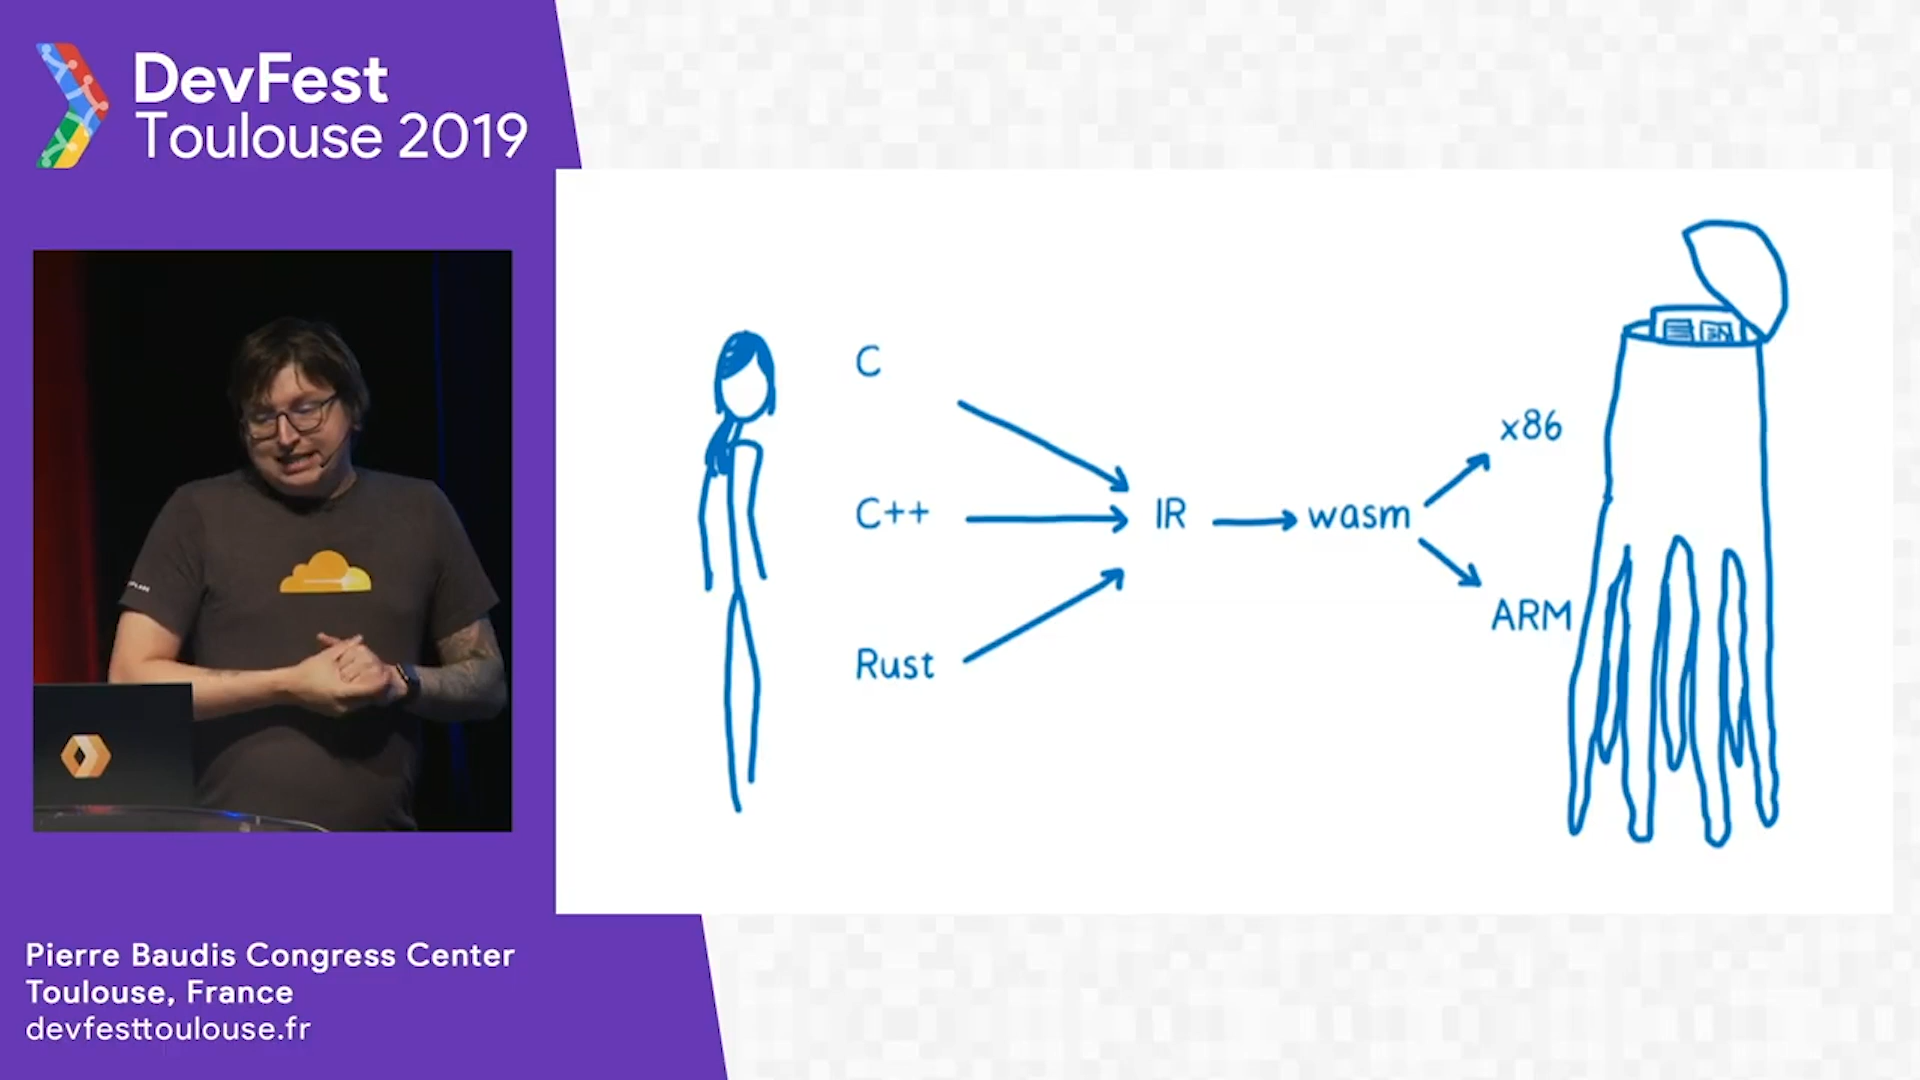 DevFest
Toulouse 2019
C
C++
Rust
IR
wasm
x86
ARM
Pierre Baudis Congress Center
Toulouse, France
devfesttoulouse.fr